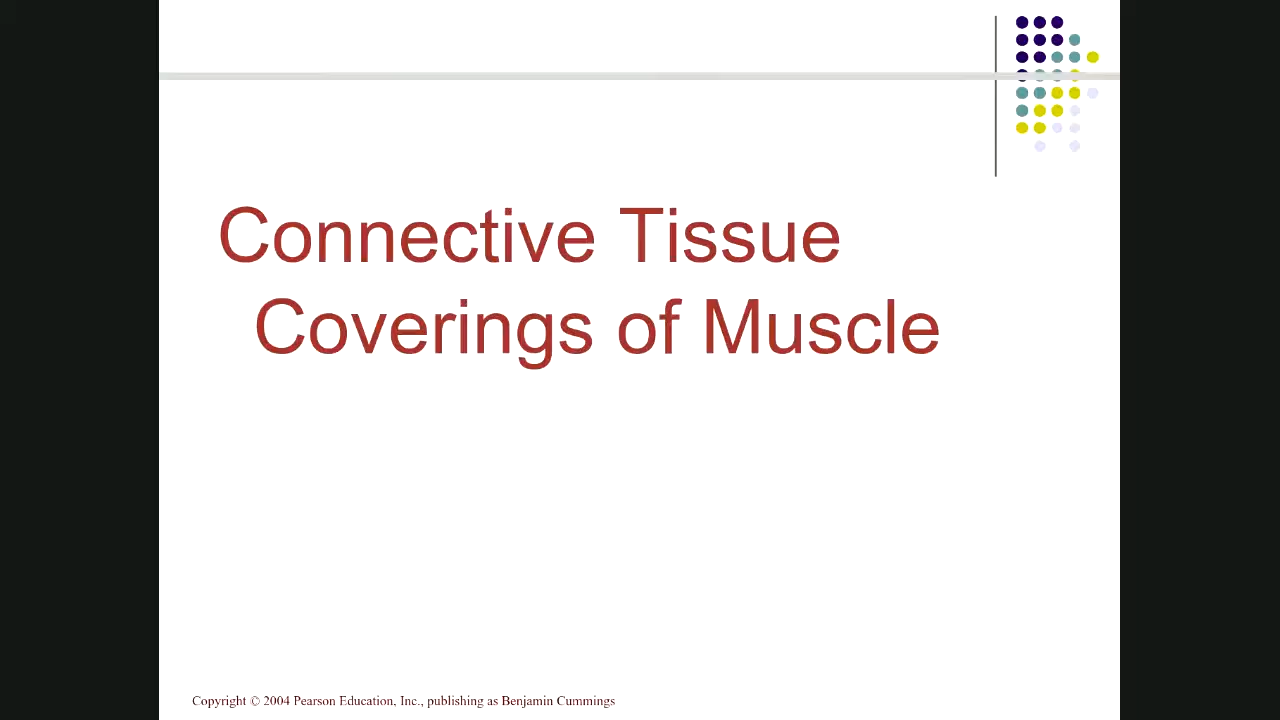 Connective Tissue
Coverings of Muscle
Copyright © 2004 Pearson Education, Inc., publishing as Benjamin Cummings